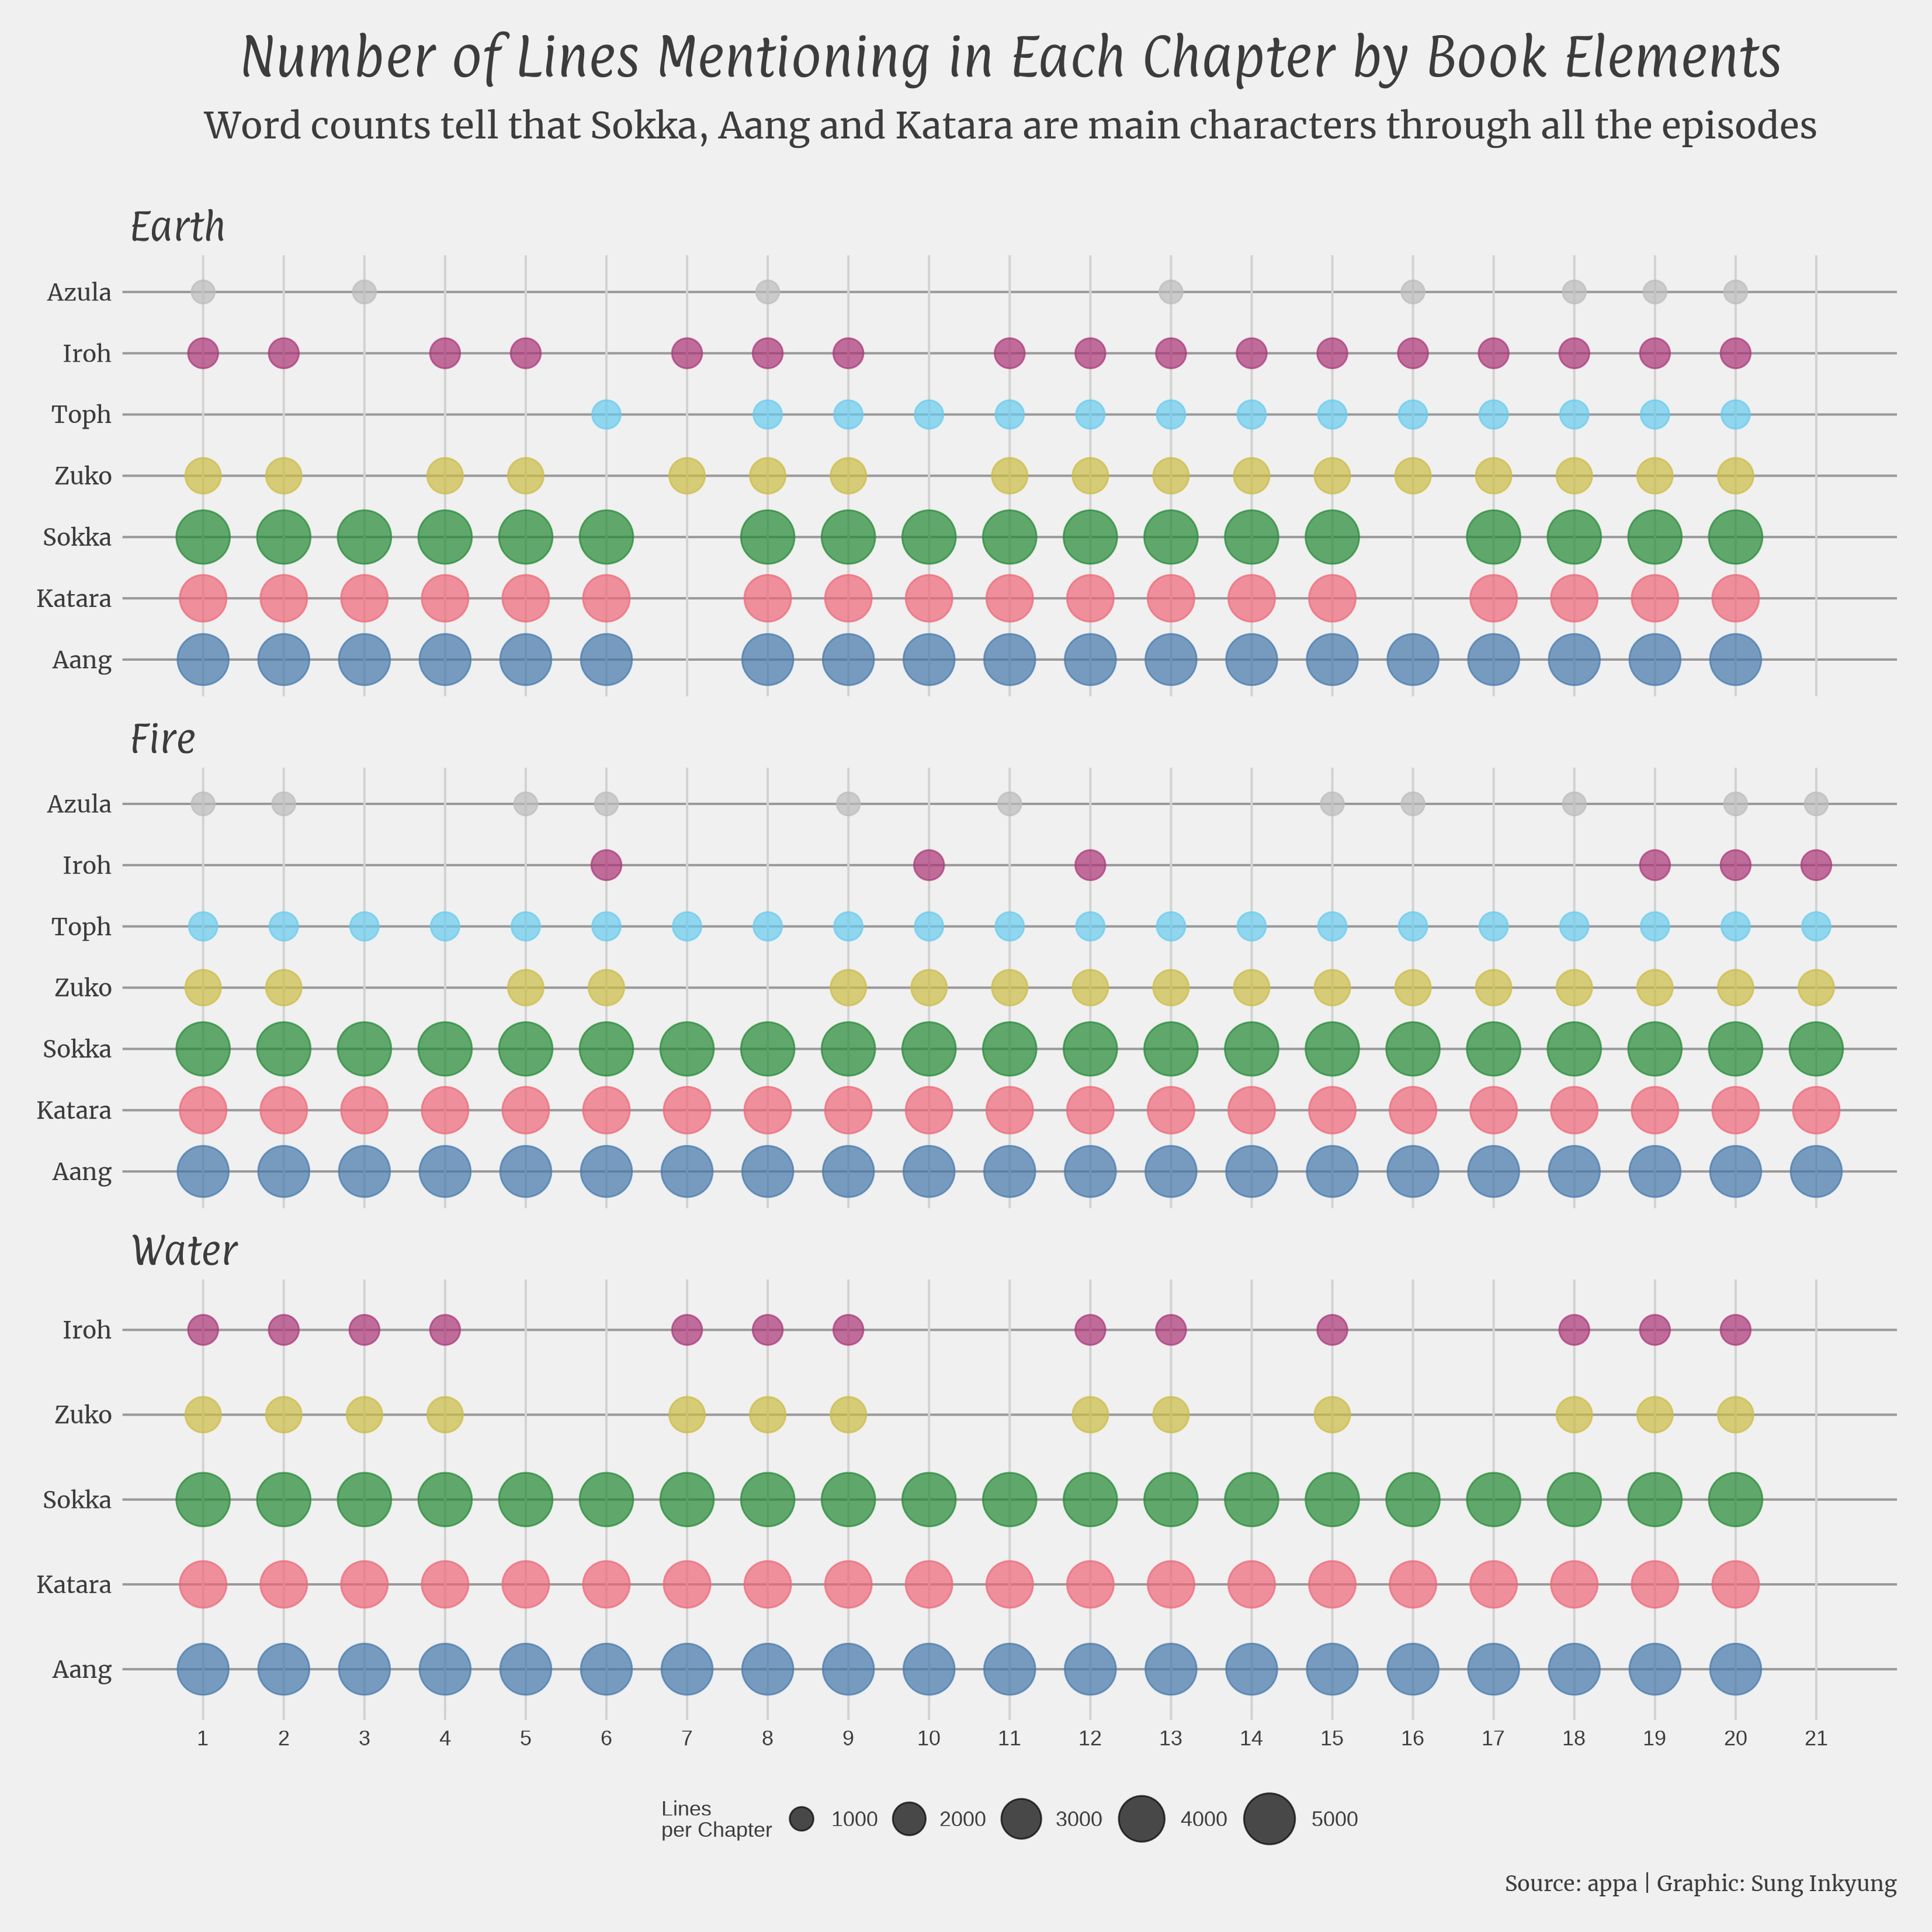 Number of Lines Mentioning in Each Chapter by Book Elements
Word counts tell that Sokka, Aang and Katara are main characters through all the episodes
Earth
Azula
Iroh
Toph
Zuko
Sokka
Katara
Aang
Fire
Azula
Iroh
Toph
Zuko
Sokka
Katara
Aang
Water
Iroh
Zuko
Sokka
Katara
Aang
1 2 3 4 5 6 7 8 9 10 11 12 13 14 15 16 17 18 19 20 21
Lines
per Chapter
1000 2000 3000 4000 5000
Source: appa | Graphic: Sung Inkyung